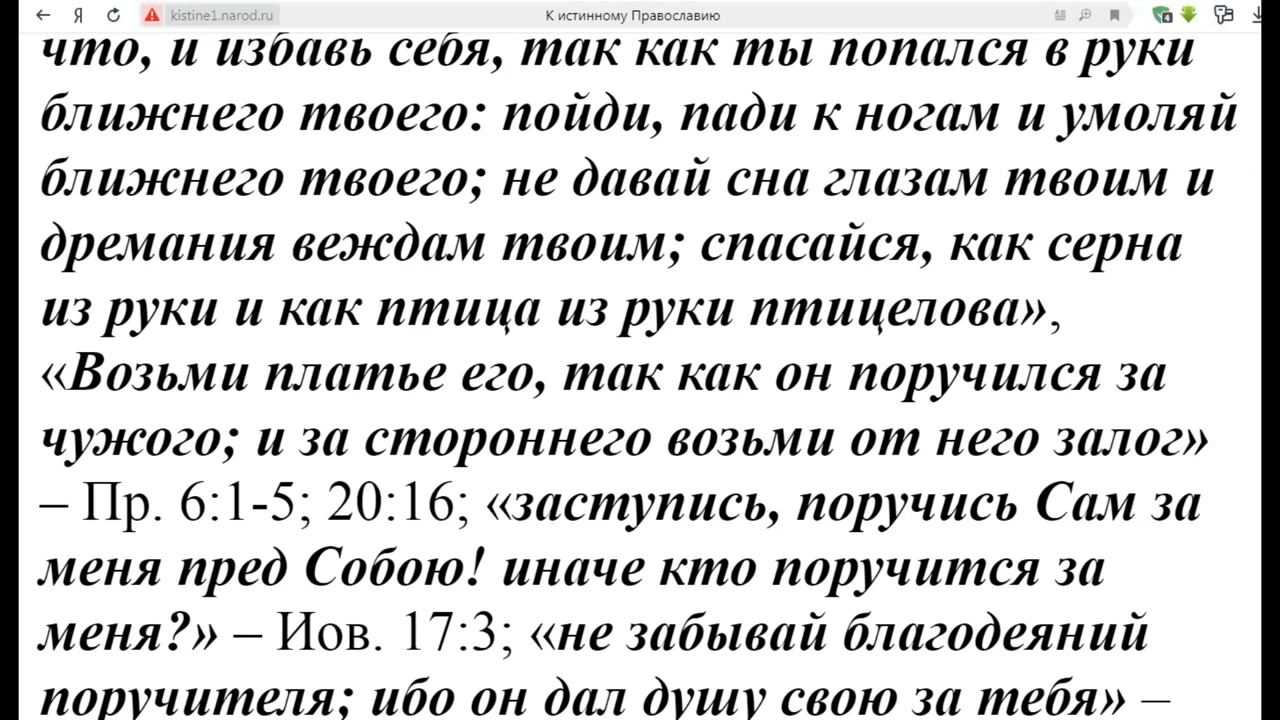 kistine1.narod.ru
К истинному Православию
4
что, и избавь себя, так как ты попался в руки
ближнего твоего: пойди, пади к ногам и умоляй
ближнего твоего; не давай сна глазам твоим и
дремания веждам твоим; спасайся, как серна
из руки и как птица из руки птицелова»,
«Возьми платье его, так как он поручился за
чужого; и за стороннего возьми от него залог»
– Пр. 6:1-5; 20:16; «заступись, поручись Сам за
меня пред Собою! иначе кто поручится за
меня?» – Иов. 17:3; «не забывай благодеяний
поручителя; ибо он дал душу свою за тебя» –